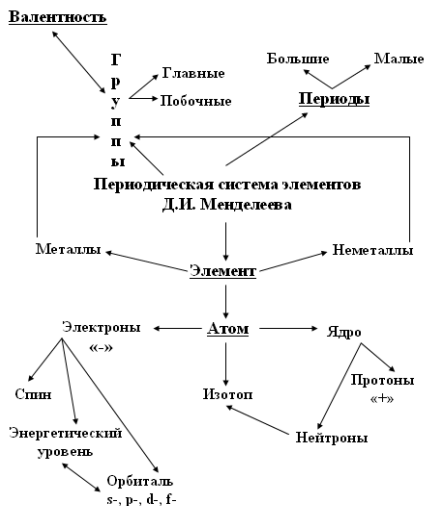 Валентность
Группы
Главные
Побочные
Большие
Малые
Периоды
Периодическая система элементов
Д.И. Менделеева
Металлы
Неметаллы
Элемент
Электроны
«-»
Атом
Ядро
Спин
Изотоп
Протоны
«+»
Энергетический
уровень
Нейтроны
Орбиталь
s-, p-, d-, f-